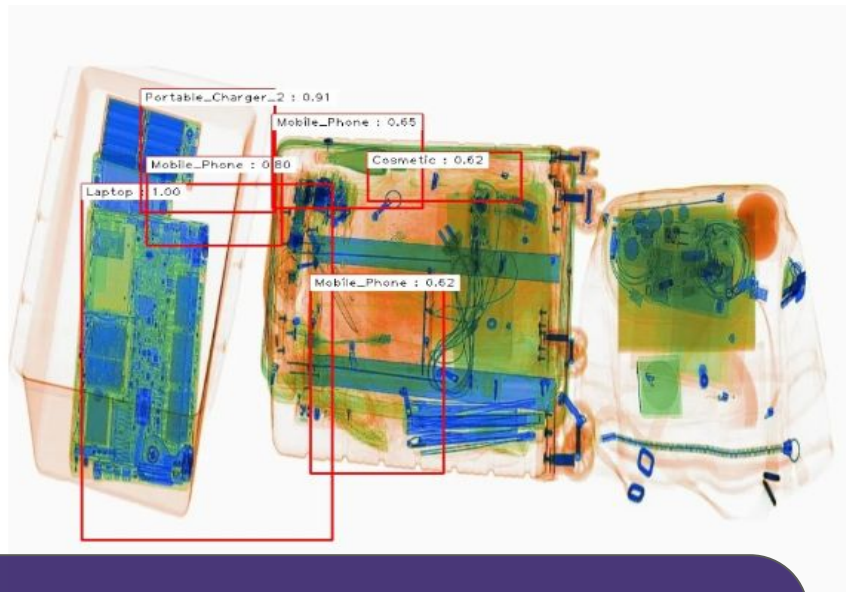 Portable_Charger_2 : 0.91
Mobile_Phone : 0.65
Cosmetic : 0.62
Mobile_Phone : 0.80
Laptop : 1.00
Mobile_Phone : 0.62